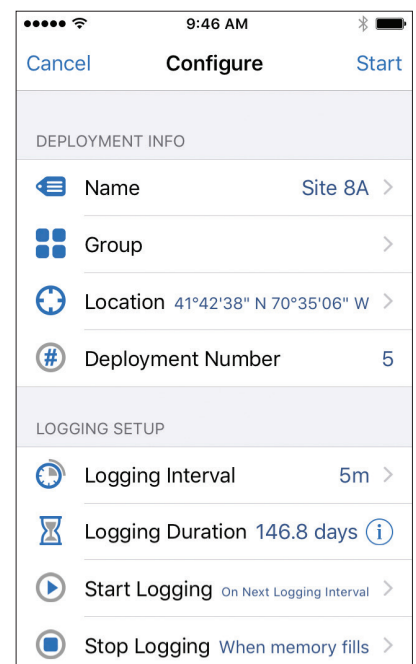 9:46 AM
Cancel Configure Start
DEPLOYMENT INFO
Name Site 8A
Group
Location 41°42'38" N 70°35'06" W
# Deployment Number 5
LOGGING SETUP
Logging Interval 5m
Logging Duration 146.8 days i
Start Logging On Next Logging Interval
Stop Logging When memory fills